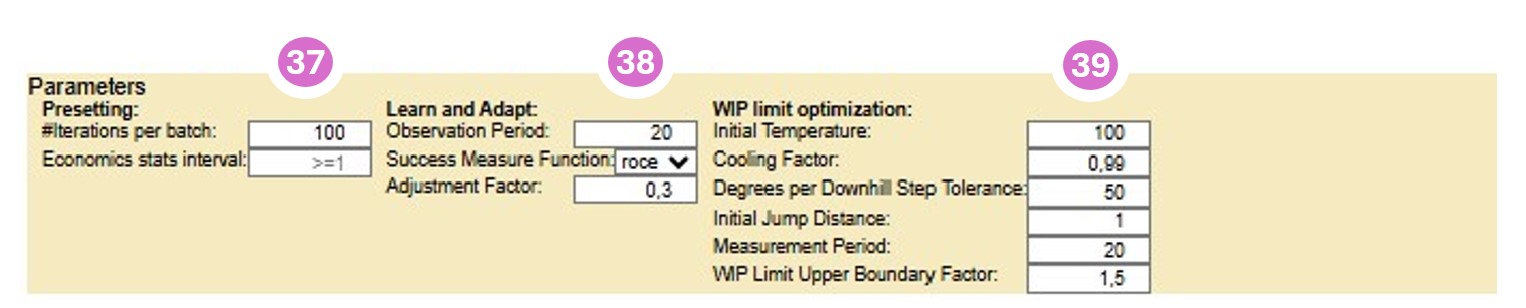 37 38 39
Parameters
Presetting: Learn and Adapt: WIP limit optimization:
#Iterations per batch: 100 Observation Period: 20 Initial Temperature: 100
Economics stats interval: >=1 Success Measure Function: roce Cooling Factor: 0,99
Adjustment Factor: 0,3 Degrees per Downhill Step Tolerance: 50
Initial Jump Distance: 1
Measurement Period: 20
WIP Limit Upper Boundary Factor: 1,5